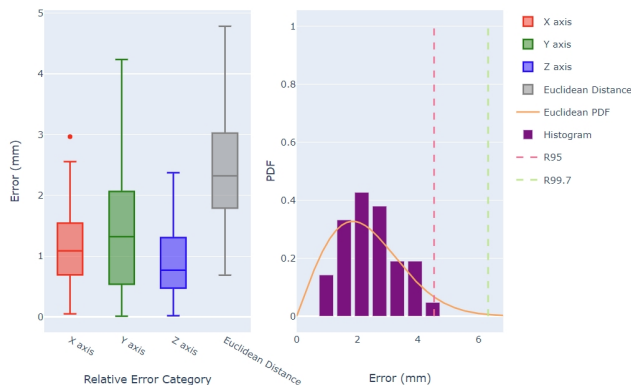 5
4
3
2
1
0
Error (mm)
X axis
Y axis
Z axis
Euclidean Distance
Relative Error Category
1
0.8
0.6
0.4
0.2
0
PDF
0
2
4
6
Error (mm)
X axis
Y axis
Z axis
Euclidean Distance
Euclidean PDF
Histogram
R95
R99.7